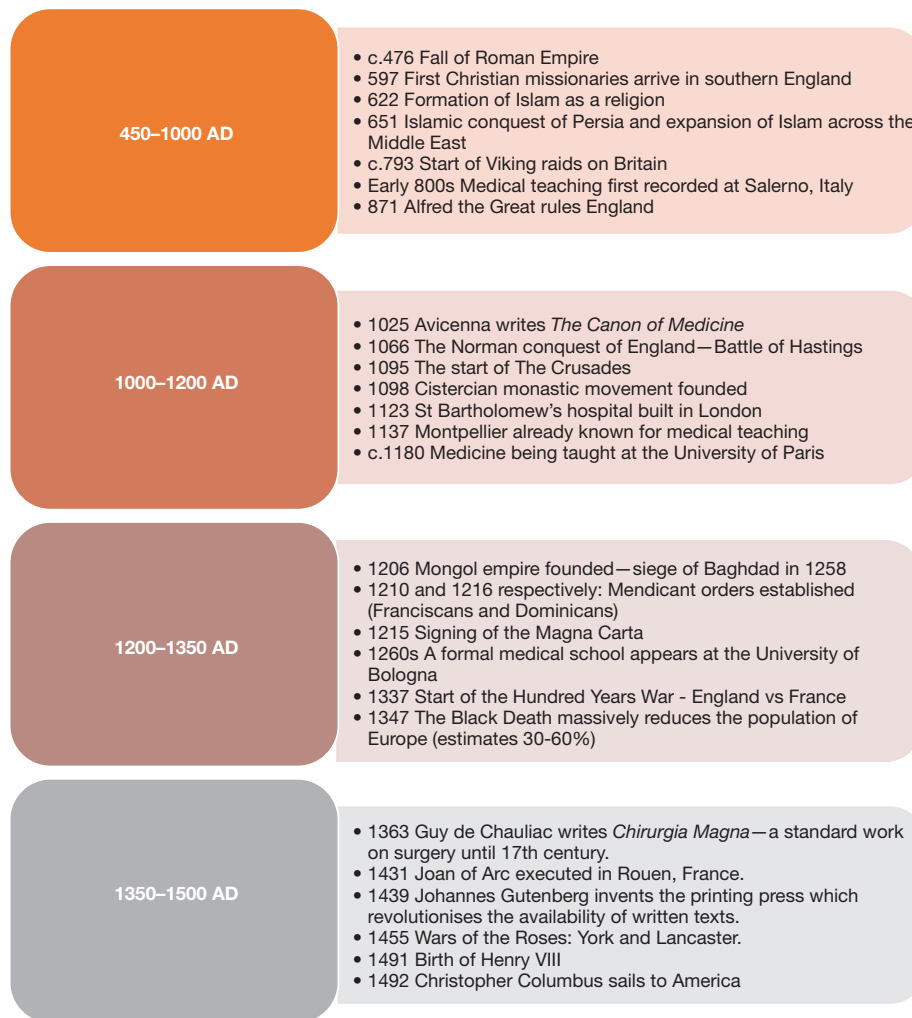 450–1000 AD
• c.476 Fall of Roman Empire
• 597 First Christian missionaries arrive in southern England
• 622 Formation of Islam as a religion
• 651 Islamic conquest of Persia and expansion of Islam across the
Middle East
• c.793 Start of Viking raids on Britain
• Early 800s Medical teaching first recorded at Salerno, Italy
• 871 Alfred the Great rules England
1000–1200 AD
• 1025 Avicenna writes The Canon of Medicine
• 1066 The Norman conquest of England—Battle of Hastings
• 1095 The start of The Crusades
• 1098 Cistercian monastic movement founded
• 1123 St Bartholomew’s hospital built in London
• 1137 Montpellier already known for medical teaching
• c.1180 Medicine being taught at the University of Paris
1200–1350 AD
• 1206 Mongol empire founded—siege of Baghdad in 1258
• 1210 and 1216 respectively: Mendicant orders established
(Franciscans and Dominicans)
• 1215 Signing of the Magna Carta
• 1260s A formal medical school appears at the University of
Bologna
• 1337 Start of the Hundred Years War - England vs France
• 1347 The Black Death massively reduces the population of
Europe (estimates 30-60%)
1350–1500 AD
• 1363 Guy de Chauliac writes Chirurgia Magna—a standard work
on surgery until 17th century.
• 1431 Joan of Arc executed in Rouen, France.
• 1439 Johannes Gutenberg invents the printing press which
revolutionises the availability of written texts.
• 1455 Wars of the Roses: York and Lancaster.
• 1491 Birth of Henry VIII
• 1492 Christopher Columbus sails to America